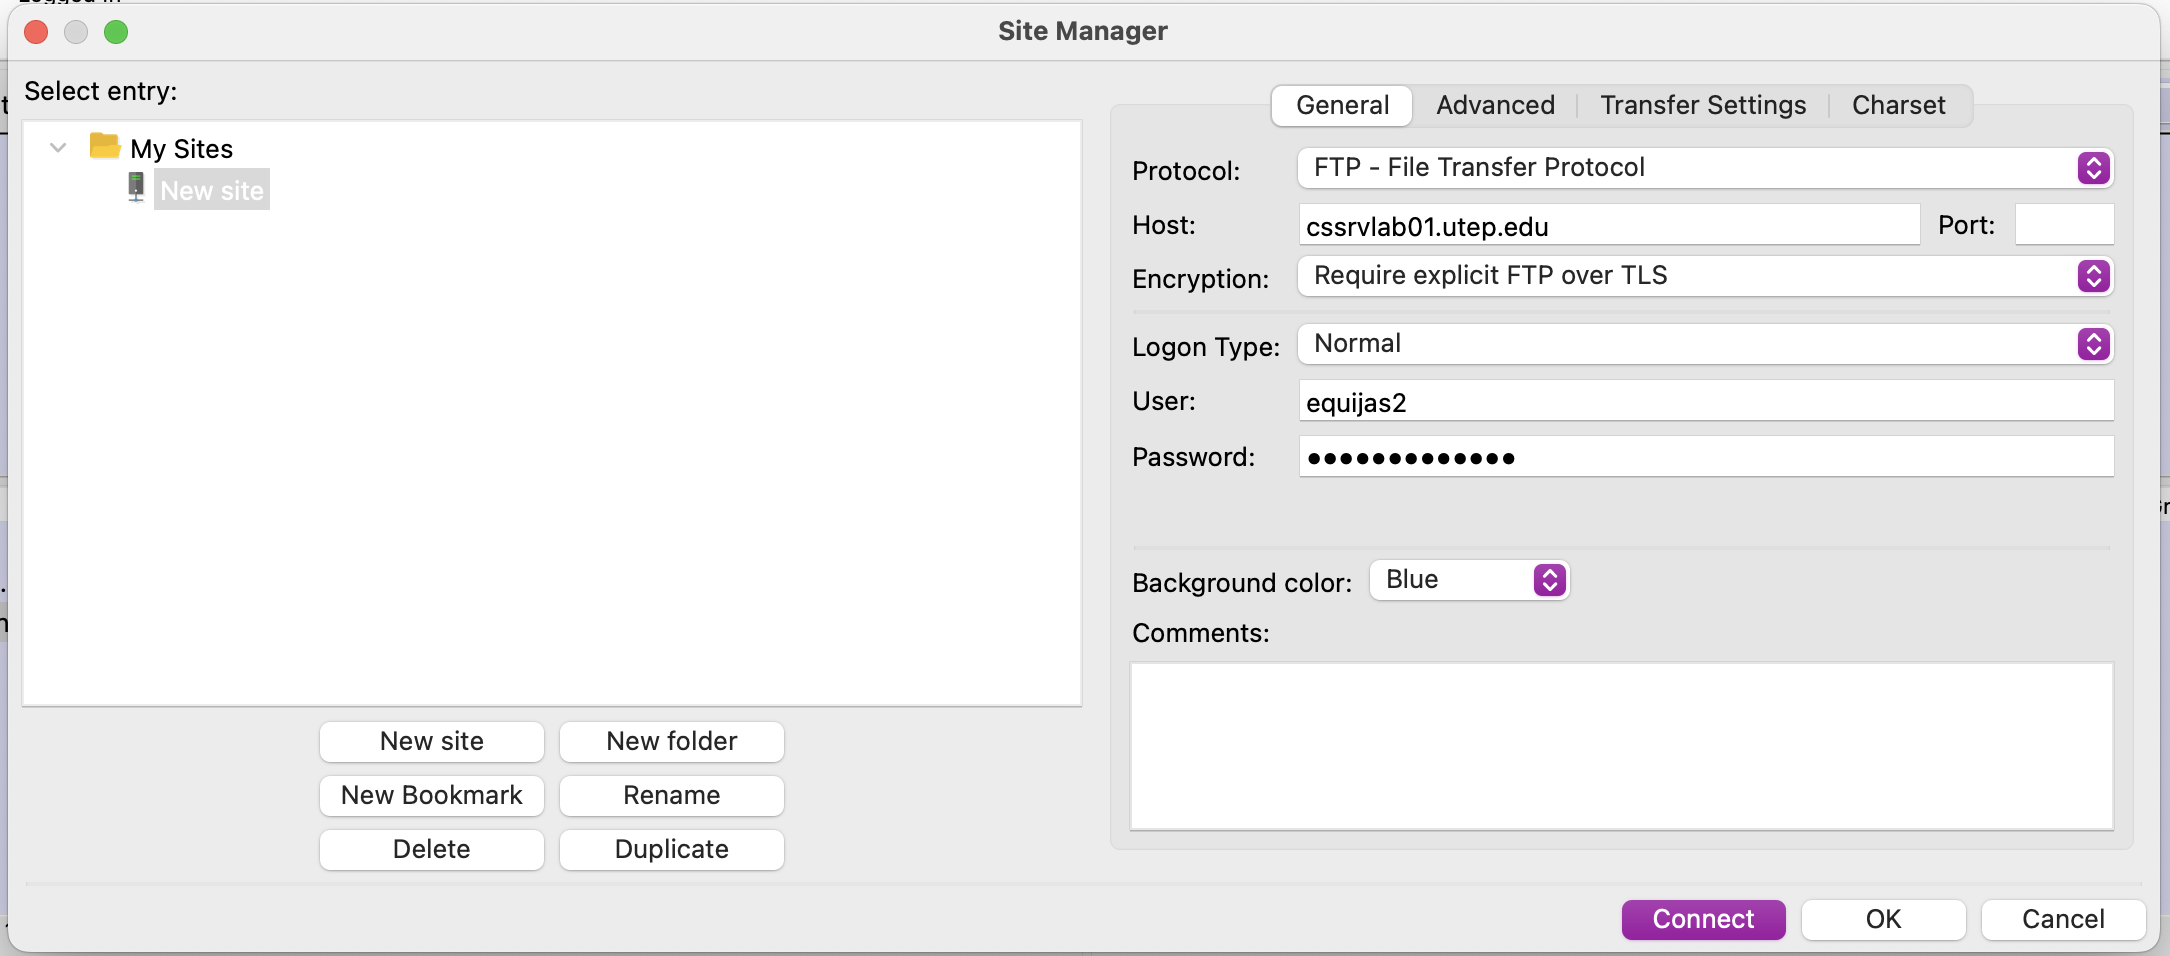 Site Manager
Select entry:
My Sites
New site
New site
New folder
New Bookmark
Rename
Delete
Duplicate
General
Advanced
Transfer Settings
Charset
Protocol:
FTP - File Transfer Protocol
Host:
cssrvlab01.utep.edu
Port:
Encryption:
Require explicit FTP over TLS
Logon Type:
Normal
User:
equijas2
Password:
●●●●●●●●●●●●●
Background color:
Blue
Comments:
Connect
OK
Cancel